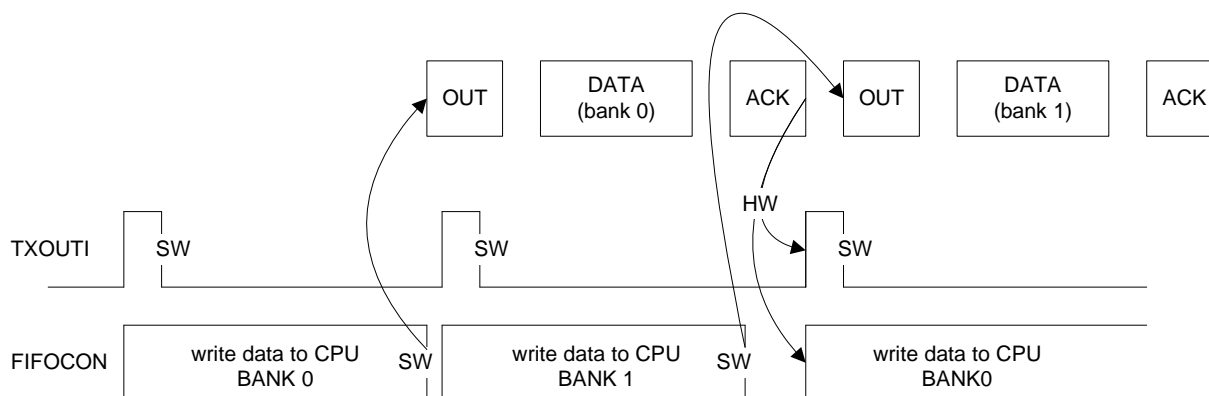 OUT
DATA
(bank 0)
ACK
OUT
DATA
(bank 1)
ACK
HW
TXOUTI
SW
SW
SW
FIFOCON
write data to CPU
BANK 0
SW
write data to CPU
BANK 1
SW
write data to CPU
BANK0